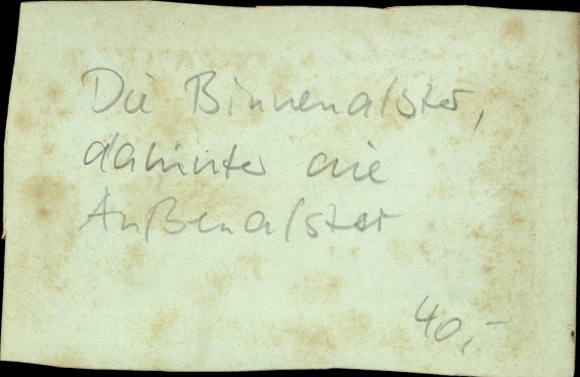 Die Binnenalster,
dahinter die
Außenalster
40,-